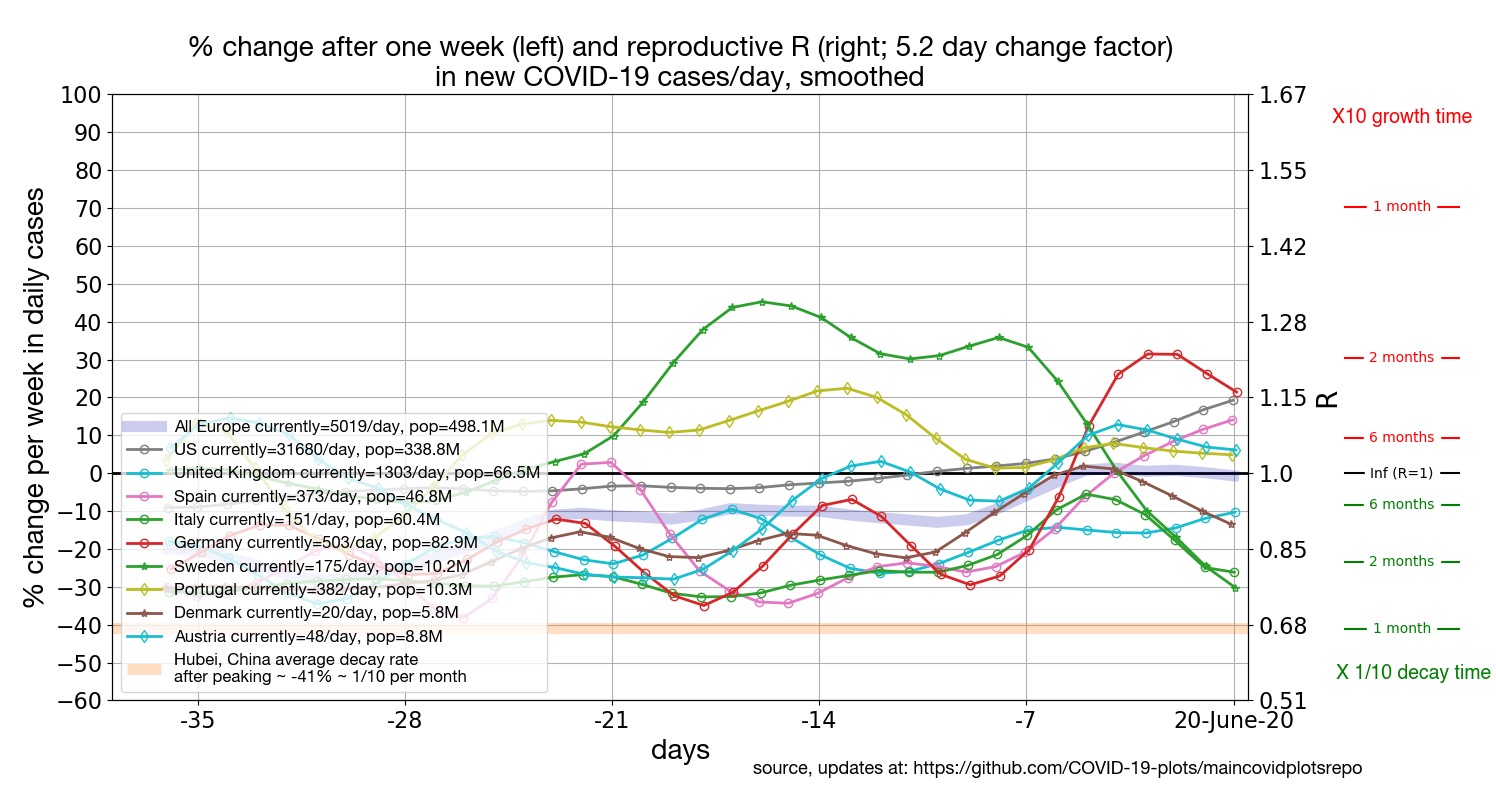 % change after one week (left) and reproductive R (right; 5.2 day change factor)
in new COVID-19 cases/day, smoothed
% change per week in daily cases
100
90
80
70
60
50
40
30
20
10
0
−10
−20
−30
−40
−50
−60
All Europe currently=5019/day, pop=498.1M
US currently=31680/day, pop=338.8M
United Kingdom currently=1303/day, pop=66.5M
Spain currently=373/day, pop=46.8M
Italy currently=151/day, pop=60.4M
Germany currently=503/day, pop=82.9M
Sweden currently=175/day, pop=10.2M
Portugal currently=382/day, pop=10.3M
Denmark currently=20/day, pop=5.8M
Austria currently=48/day, pop=8.8M
Hubei, China average decay rate
after peaking ~ -41% ~ 1/10 per month
-35
-28
-21
-14
-7
20-June-20
days
1.67
1.55
1.42
1.28
1.15
1.0
0.85
0.68
0.51
R
X10 growth time
1 month
2 months
6 months
Inf (R=1)
6 months
2 months
1 month
X 1/10 decay time
source, updates at: https://github.com/COVID-19-plots/maincovidplotsrepo